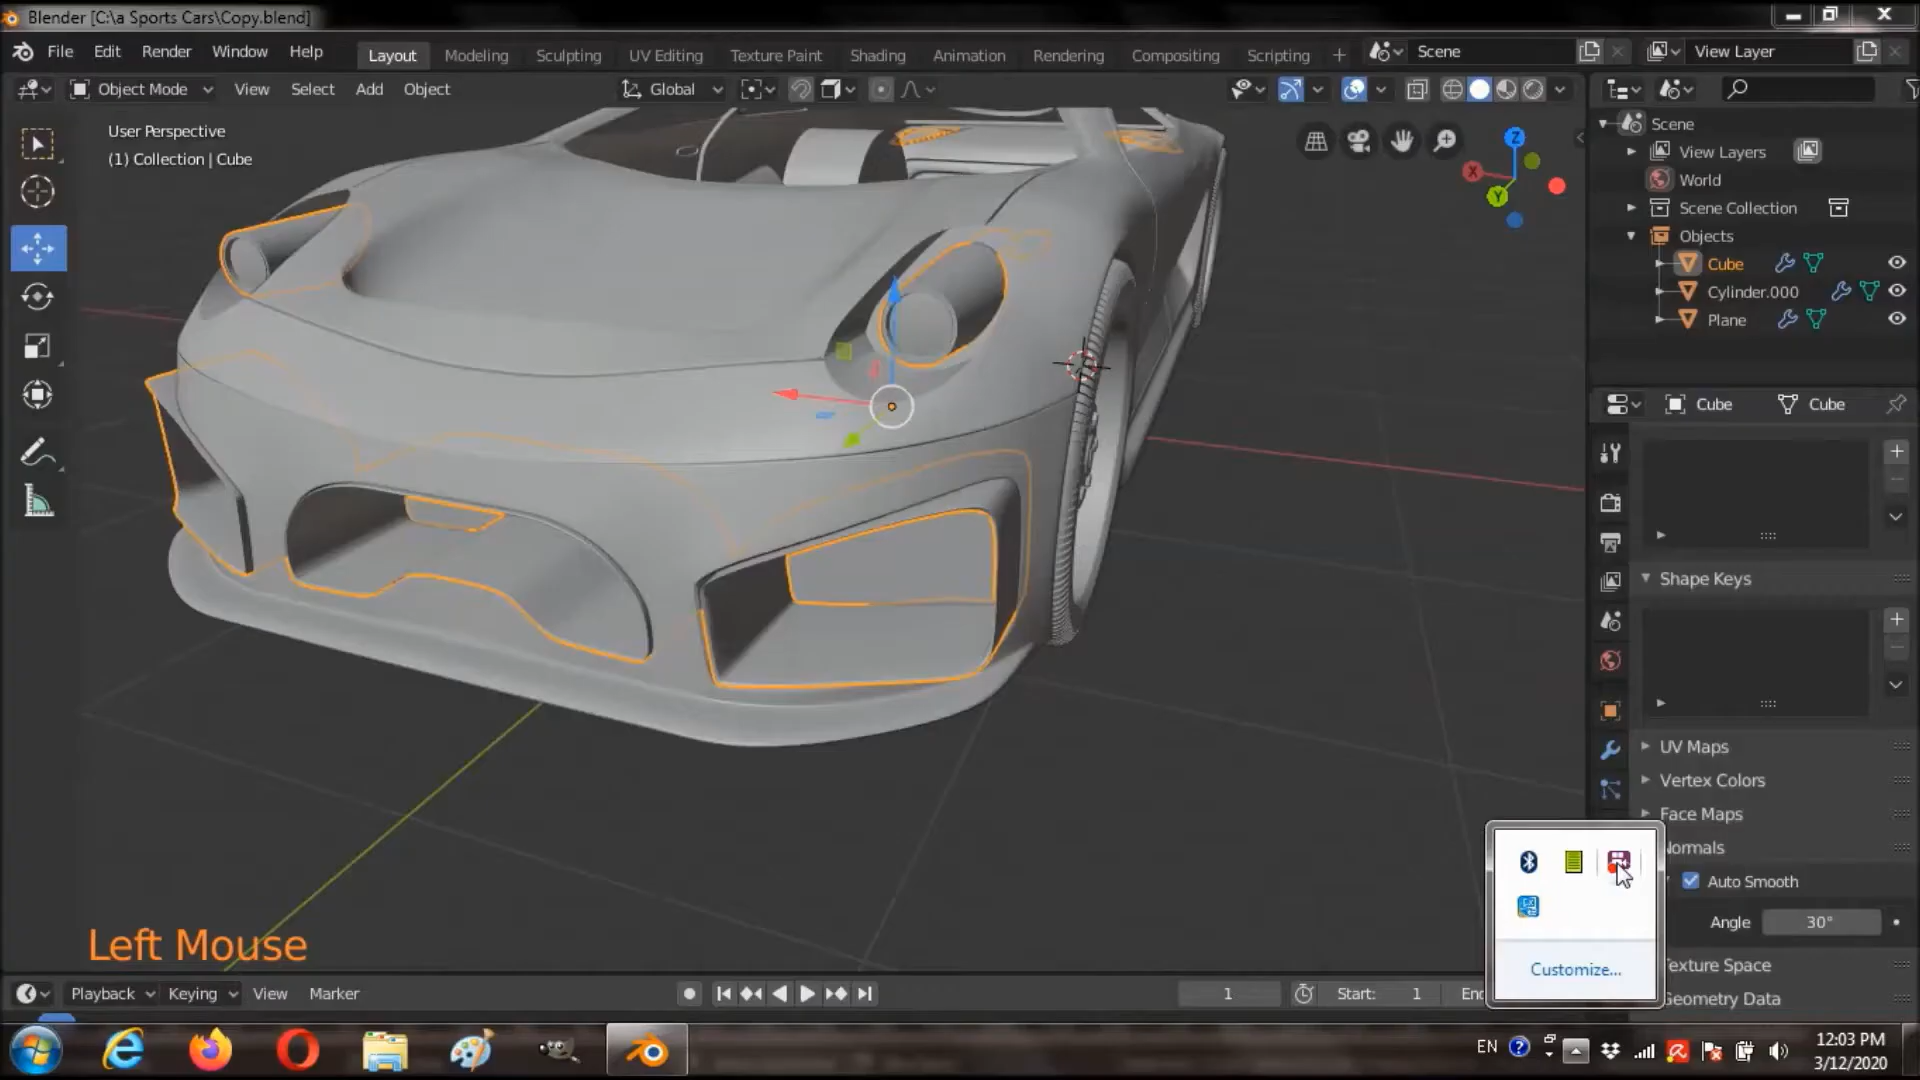 Blender [C:\a Sports Cars\Copy.blend]
File Edit Render Window Help
Layout Modeling Sculpting UV Editing Texture Paint Shading Animation Rendering Compositing Scripting
Scene
View Layer
Object Mode View Select Add Object
Global
User Perspective
(1) Collection | Cube
Z
X
Y
Scene
View Layers
World
Scene Collection
Objects
Cube
Cylinder.000
Plane
Cube Cube
Shape Keys
UV Maps
Vertex Colors
Face Maps
Normals
Auto Smooth
Angle 30°
Texture Space
Geometry Data
Customize...
Left Mouse
Playback Keying View Marker
1
Start: 1
End
EN
12:03 PM
3/12/2020